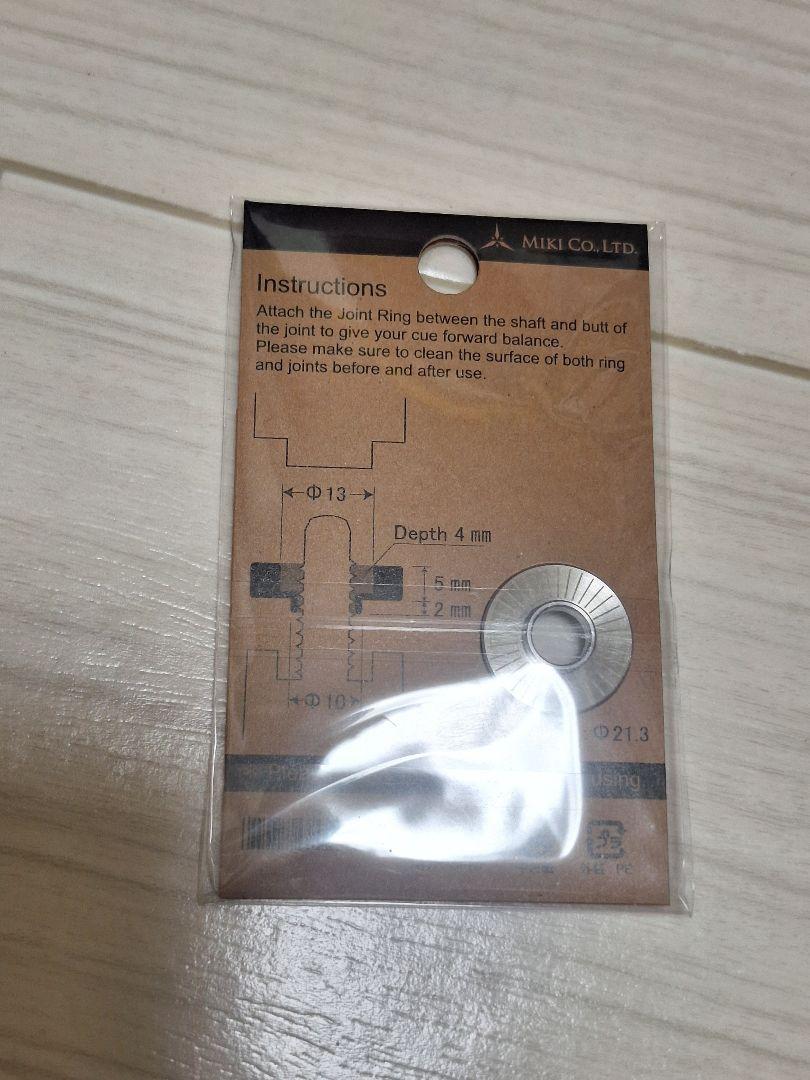 MIKI CO., LTD.
Instructions
Attach the Joint Ring between the shaft and butt of
the joint to give your cue forward balance.
Please make sure to clean the surface of both ring
and joints before and after use.
Φ13
Depth 4 mm
5 mm
2 mm
Φ10
Φ21.3
using
PE